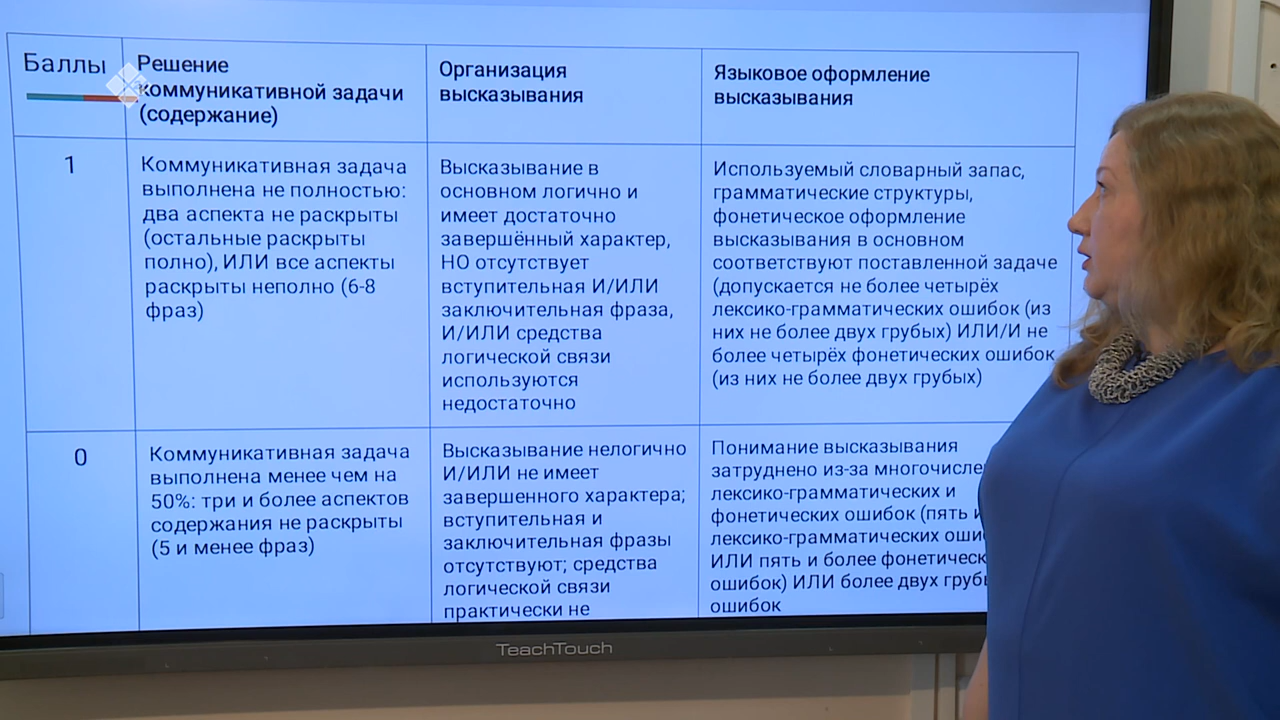 Баллы
Решение
коммуникативной задачи
(содержание)
Организация
высказывания
Языковое оформление
высказывания
1
Коммуникативная задача
выполнена не полностью:
два аспекта не раскрыты
(остальные раскрыты
полно), ИЛИ все аспекты
раскрыты неполно (6-8
фраз)
Высказывание в
основном логично и
имеет достаточно
завершённый характер,
НО отсутствует
вступительная И/ИЛИ
заключительная фраза,
И/ИЛИ средства
логической связи
используются
недостаточно
Используемый словарный запас,
грамматические структуры,
фонетическое оформление
высказывания в основном
соответствуют поставленной задаче
(допускается не более четырёх
лексико-грамматических ошибок (из
них не более двух грубых) ИЛИ/И не
более четырёх фонетических ошибок
(из них не более двух грубых)
0
Коммуникативная задача
выполнена менее чем на
50%: три и более аспектов
содержания не раскрыты
(5 и менее фраз)
Высказывание нелогично
И/ИЛИ не имеет
завершенного характера;
вступительная и
заключительная фразы
отсутствуют; средства
логической связи
практически не
Понимание высказывания
затруднено из-за
лексико-грамматических и
фонетических ошибок (пять
лексико-грамматических
ИЛИ пять и более
ошибок) ИЛИ более двух
ошибок
TeachTouch